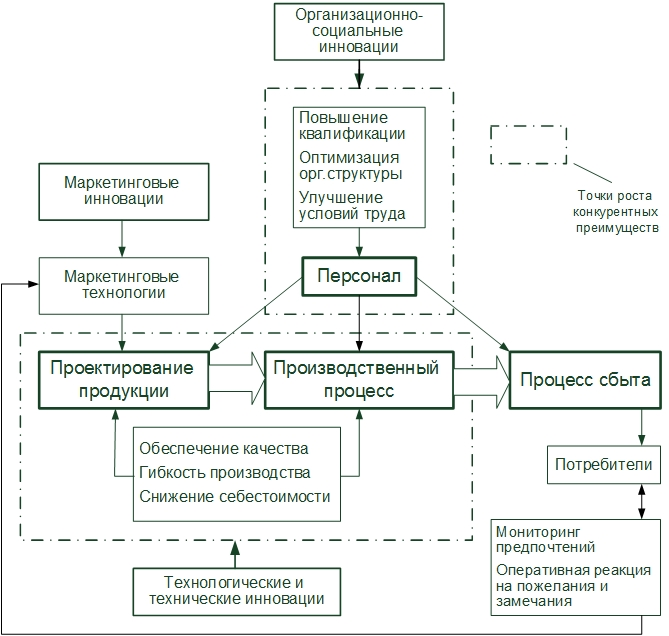 Организационно-
социальные
инновации
Повышение
квалификации
Оптимизация
орг.структуры
Улучшение
условий труда
Точки роста
конкурентных
преимуществ
Маркетинговые
инновации
Маркетинговые
технологии
Персонал
Проектирование
продукции
Производственный
процесс
Процесс сбыта
Обеспечение качества
Гибкость производства
Снижение себестоимости
Потребители
Мониторинг
предпочтений
Оперативная реакция
на пожелания и
замечания
Технологические и
технические инновации